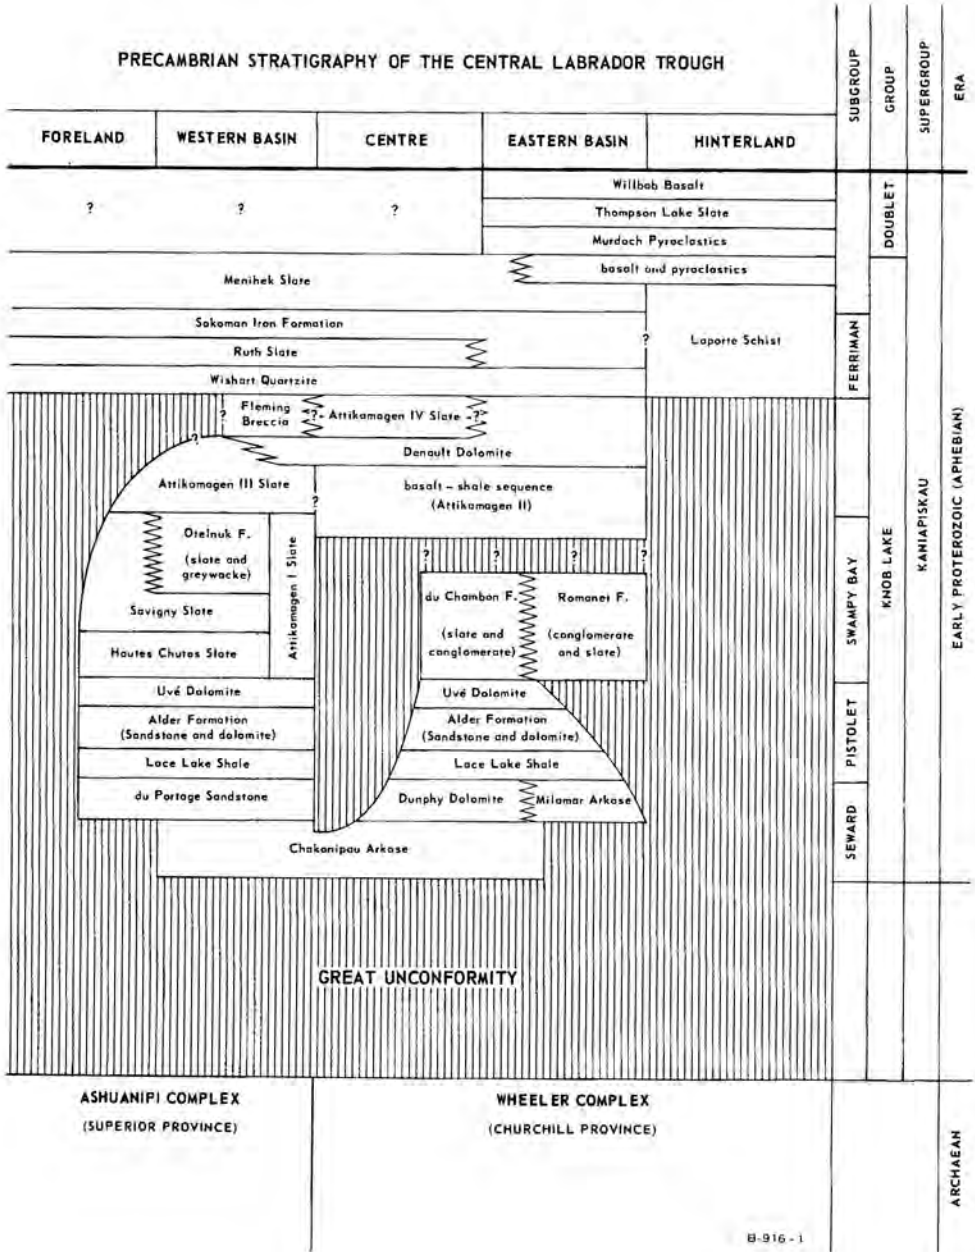 PRECAMBRIAN STRATIGRAPHY OF THE CENTRAL LABRADOR TROUGH
SUBGROUP
GROUP
SUPERGROUP
ERA
FORELAND
WESTERN BASIN
CENTRE
EASTERN BASIN
HINTERLAND
Willbob Basalt
? ? ?
Thompson Lake Slate
Murdoch Pyroclastics
DOUBLET
basalt and pyroclastics
Menihek Slate
Sokoman Iron Formation
Ruth Slate
?
Laporte Schist
Wishart Quartzite
FERRIMAN
?
Fleming
Breccia
?- Attikamagen IV Slate -?
?
Denault Dolomite
Attikamagen III Slate
?
basalt - shale sequence
(Attikamagen II)
Otelnuk F.
(slate and
greywacke)
Attikamagen I Slate
Savigny Slate
Hautes Chutes Slate
? ? ? ?
du Chambon F.
(slate and
conglomerate)
Romanet F.
(conglomerate
and slate)
SWAMPY BAY
KNOB LAKE
KANIAPISKAU
EARLY PROTEROZOIC (APHEBIAN)
Uvé Dolomite
Uvé Dolomite
Alder Formation
(Sandstone and dolomite)
Alder Formation
(Sandstone and dolomite)
Lace Lake Shale
Lace Lake Shale
PISTOLET
du Portage Sandstone
Dunphy Dolomite
Milamar Arkose
Chakonipau Arkose
SEWARD
GREAT UNCONFORMITY
ASHUANIPI COMPLEX
(SUPERIOR PROVINCE)
WHEELER COMPLEX
(CHURCHILL PROVINCE)
ARCHAEAN
B-916-1